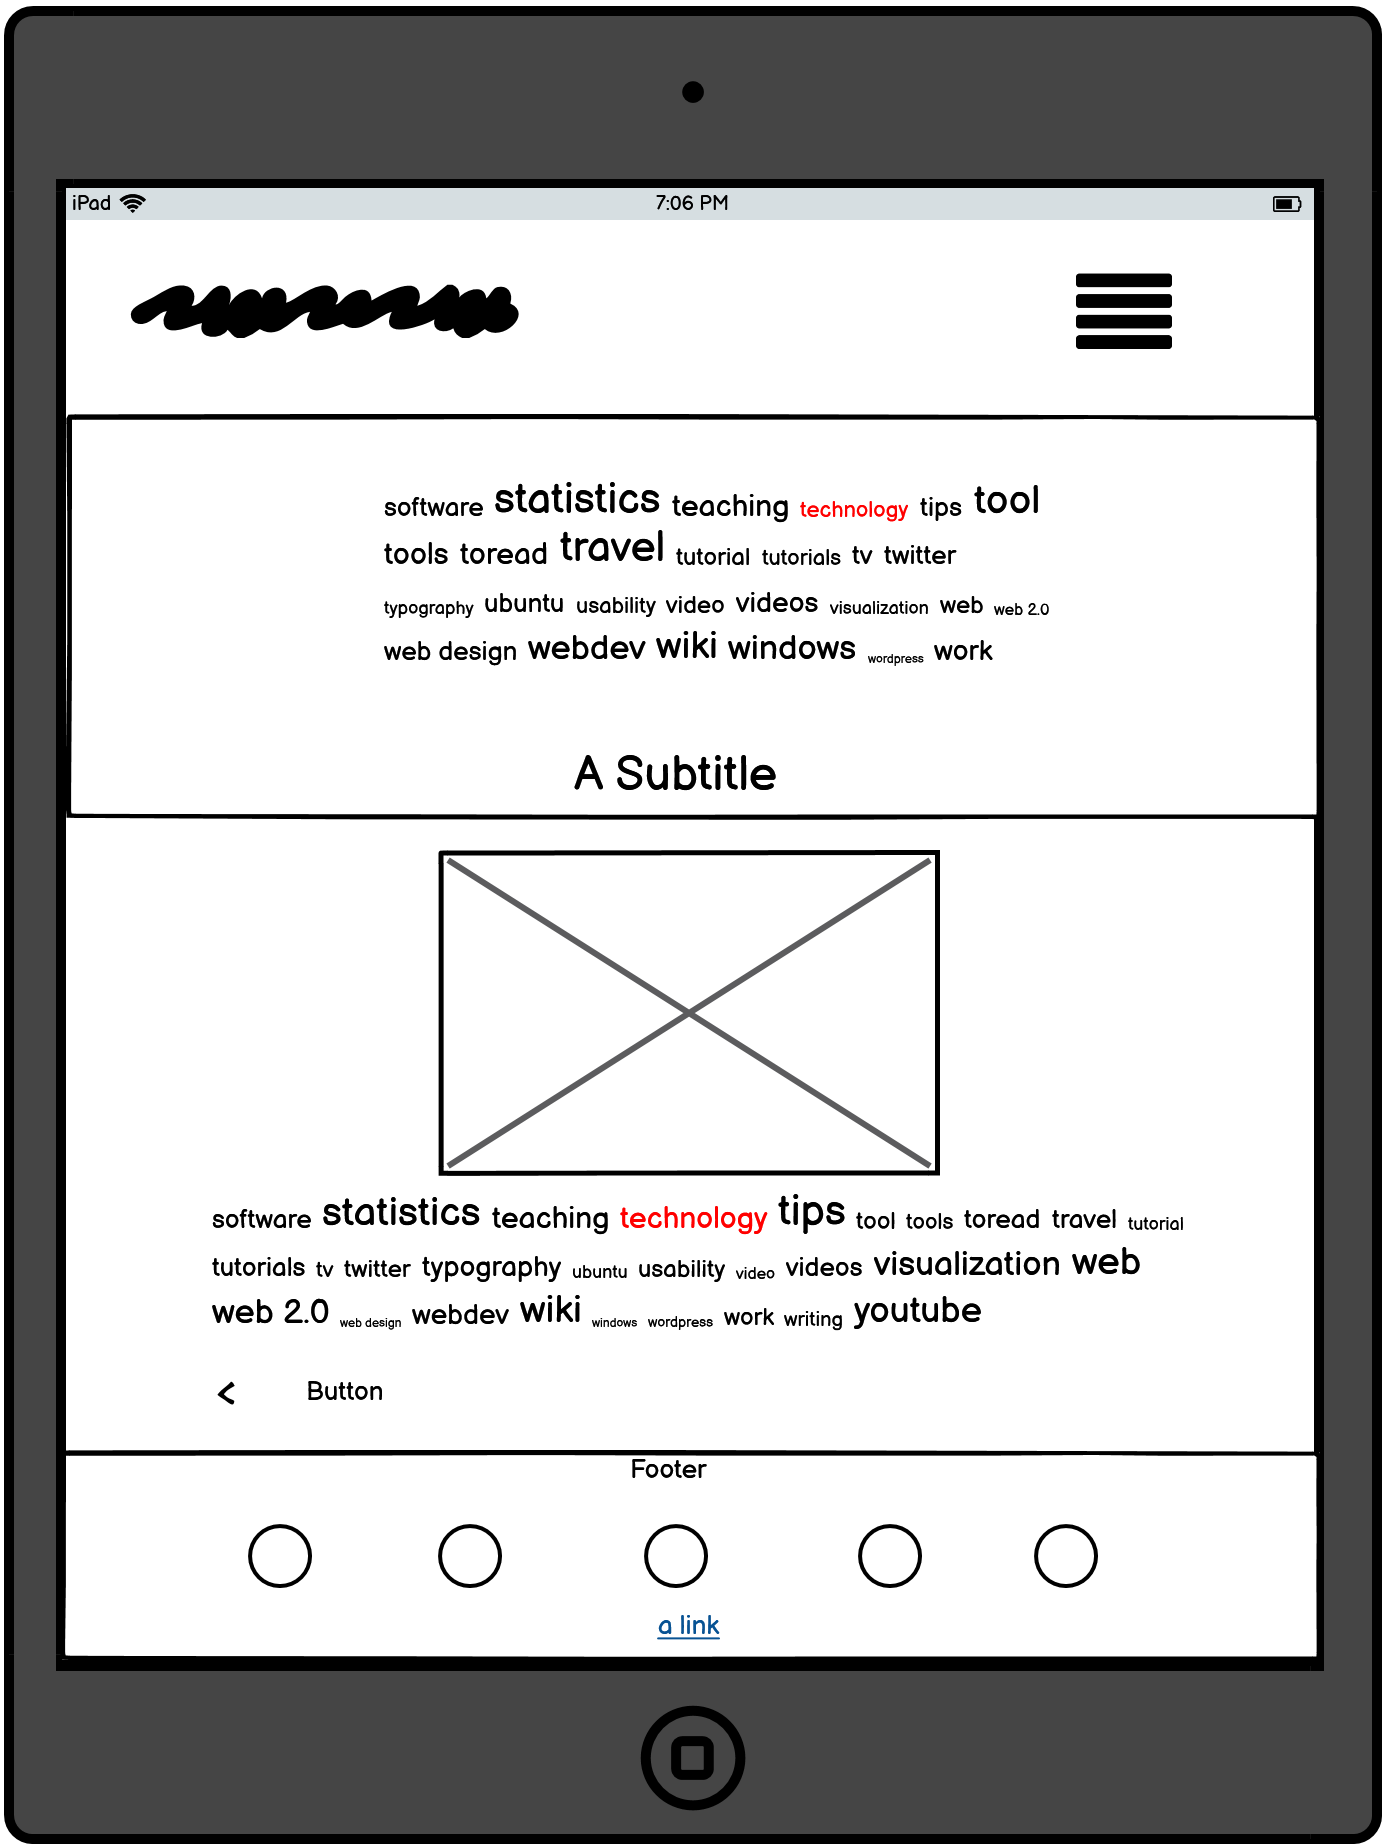 iPad 7:06 PM
software statistics teaching technology tips tool
tools toread travel tutorial tutorials tv twitter
typography ubuntu usability video videos visualization web web 2.0
web design webdev wiki windows wordpress work
A Subtitle
software statistics teaching technology tips tool tools toread travel tutorial
tutorials tv twitter typography ubuntu usability video videos visualization web
web 2.0 web design webdev wiki windows wordpress work writing youtube
Button
Footer
a link